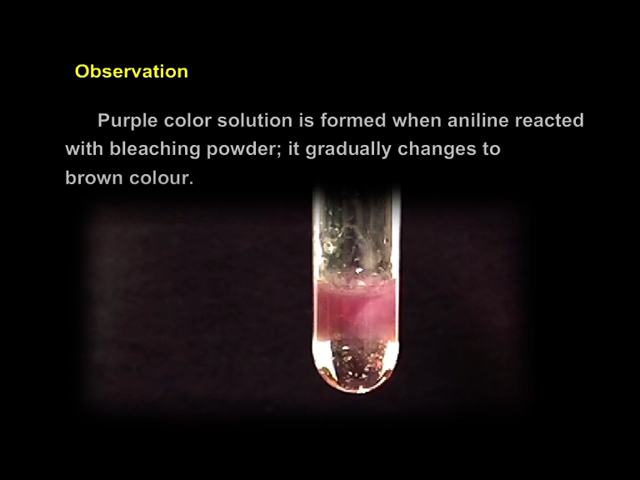 Observation
Purple color solution is formed when aniline reacted
with bleaching powder; it gradually changes to
brown colour.